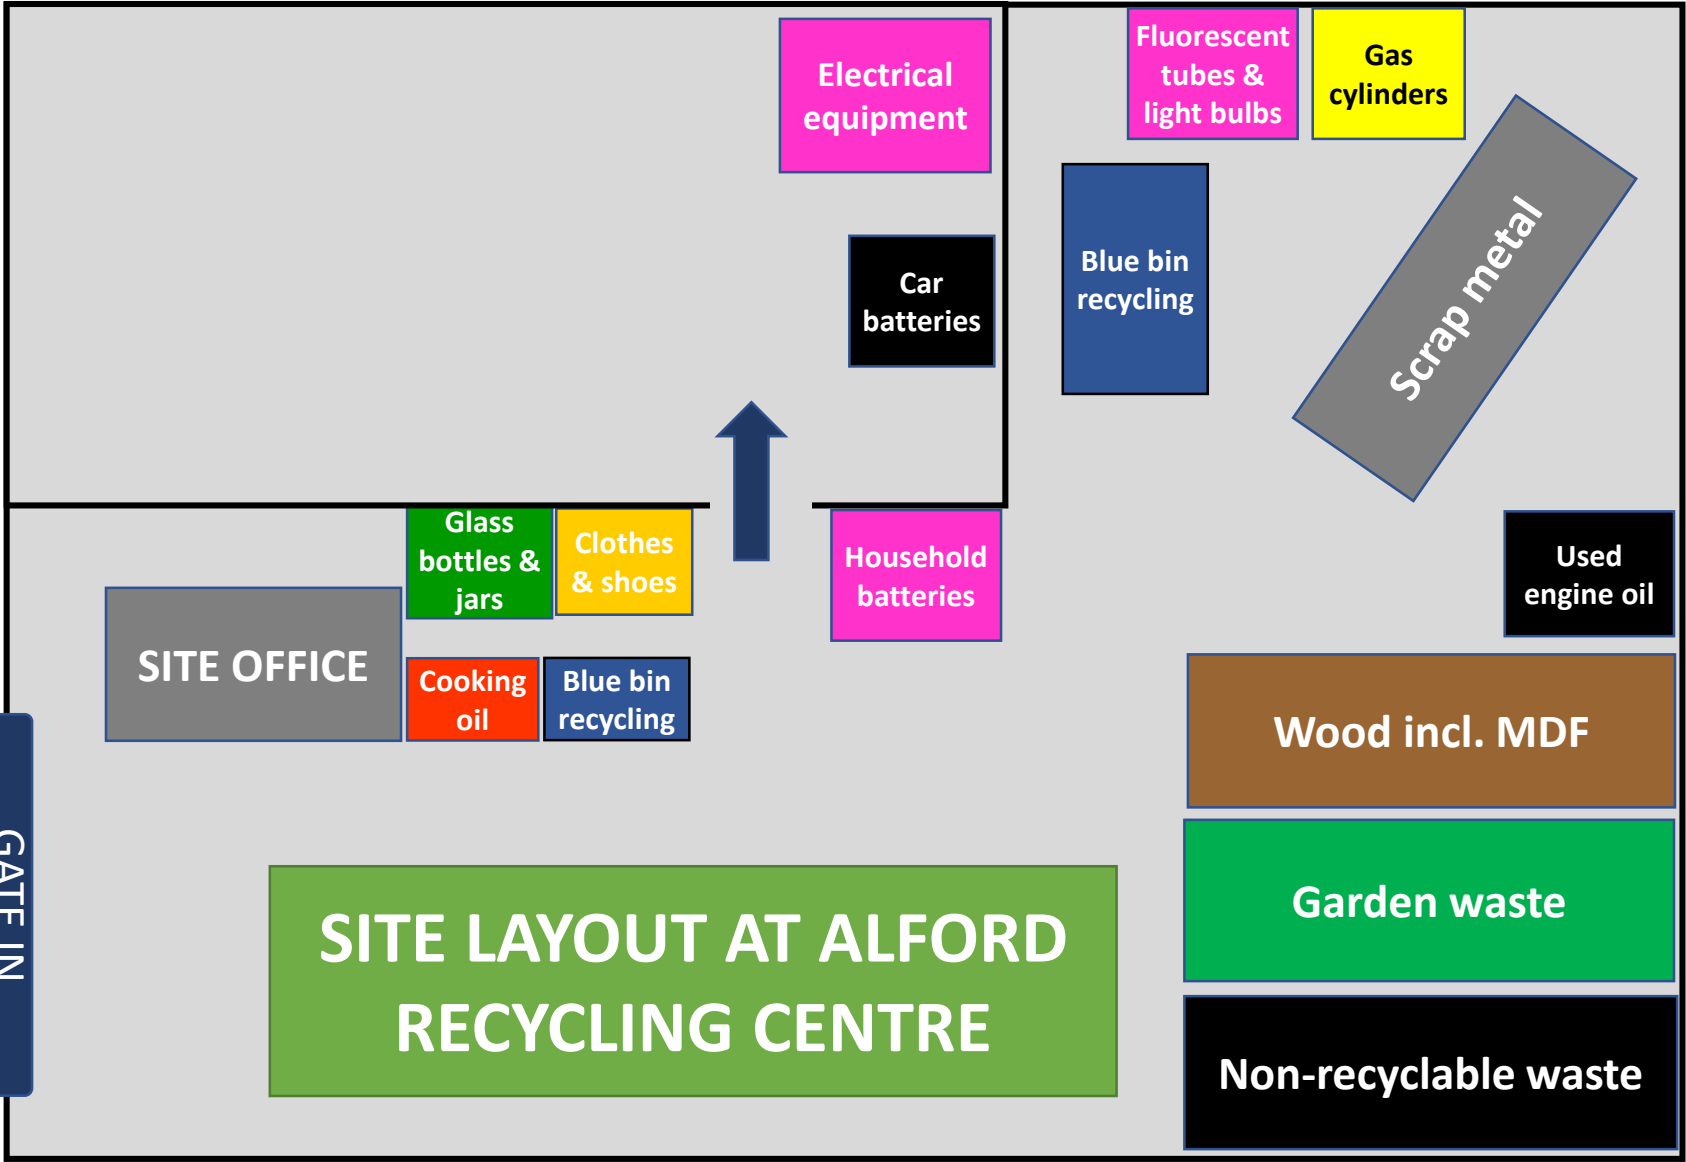 Electrical
equipment
Fluorescent
tubes &
light bulbs
Gas
cylinders
Car
batteries
Blue bin
recycling
Scrap metal
Glass
bottles &
jars
Clothes
& shoes
Household
batteries
Used
engine oil
SITE OFFICE
Cooking
oil
Blue bin
recycling
Wood incl. MDF
GATE IN
SITE LAYOUT AT ALFORD
RECYCLING CENTRE
Garden waste
Non-recyclable waste